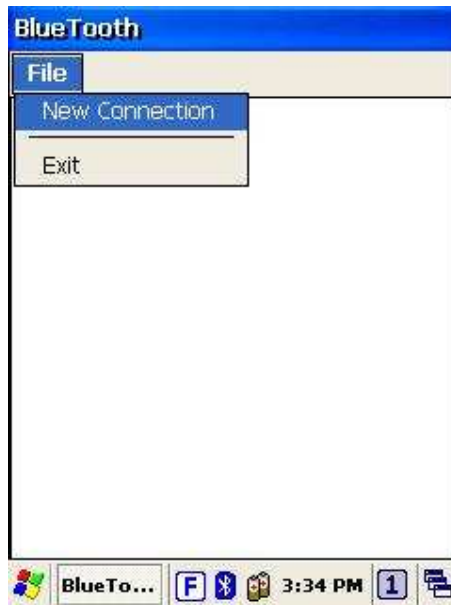 BlueTooth
File
New Connection
Exit
BlueTo... F 3:34 PM 1